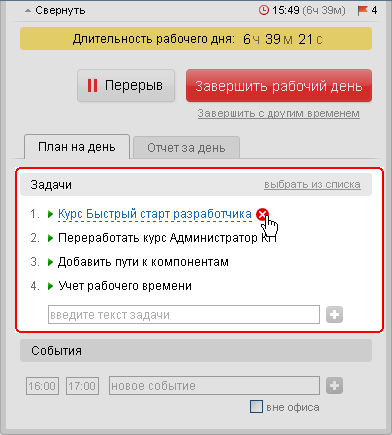 Свернуть 15:49 (6ч 39м) 4
Длительность рабочего дня: 6 ч 39 м 21 с
Перерыв Завершить рабочий день
Завершить с другим временем
План на день Отчет за день
Задачи выбрать из списка
1. Курс Быстрый старт разработчика
2. Переработать курс Администратор
3. Добавить пути к компонентам
4. Учет рабочего времени
введите текст задачи
События
16:00 17:00 новое событие
вне офиса